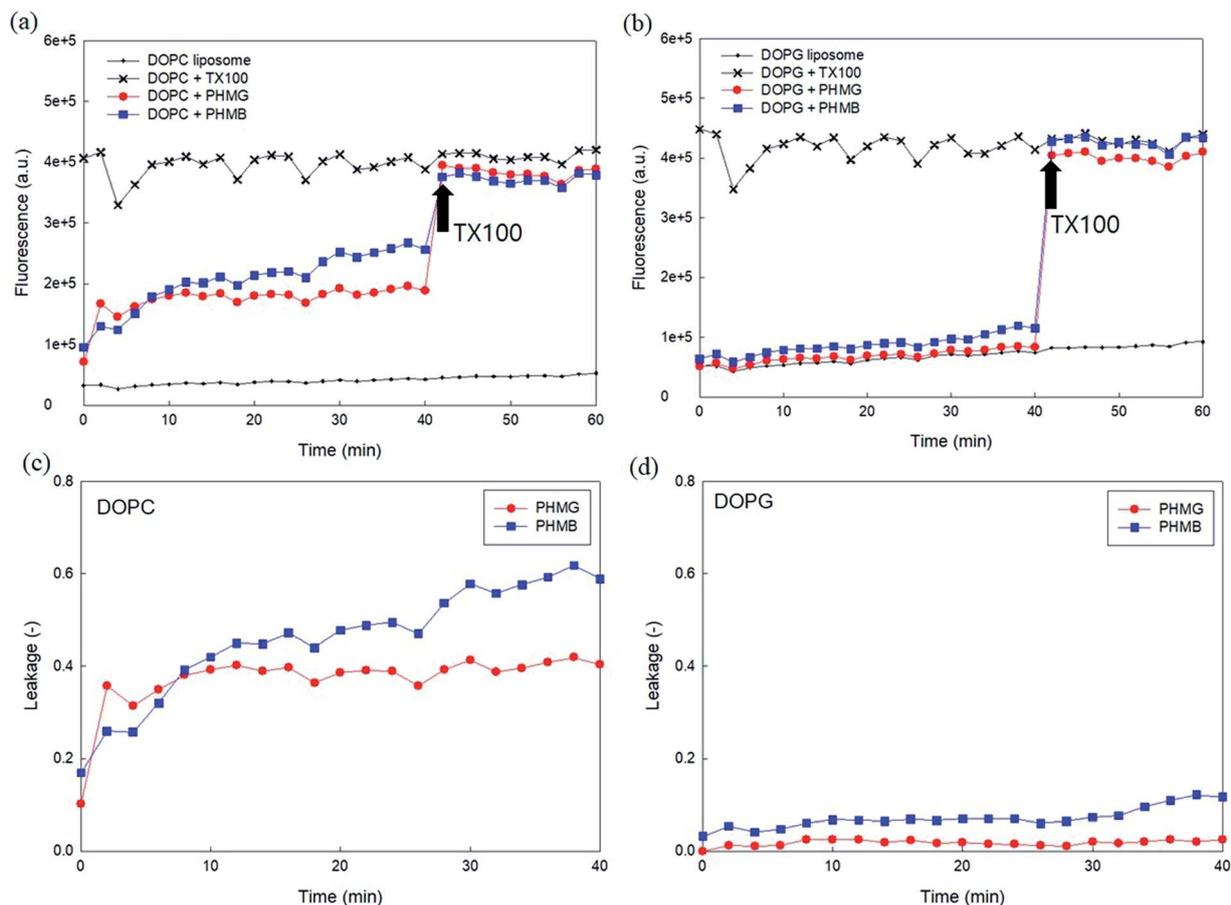 (a)
6e+5
5e+5
4e+5
3e+5
2e+5
1e+5
0
Fluorescence (a.u.)
DOPC liposome
DOPC + TX100
DOPC + PHMG
DOPC + PHMB
TX100
0 10 20 30 40 50 60
Time (min)
(b)
6e+5
5e+5
4e+5
3e+5
2e+5
1e+5
0
Fluorescence (a.u.)
DOPG liposome
DOPG + TX100
DOPG + PHMG
DOPG + PHMB
TX100
0 10 20 30 40 50 60
Time (min)
(c)
0.8
0.6
0.4
0.2
0.0
Leakage (-)
DOPC
PHMG
PHMB
0 10 20 30 40
Time (min)
(d)
0.8
0.6
0.4
0.2
0.0
Leakage (-)
DOPG
PHMG
PHMB
0 10 20 30 40
Time (min)